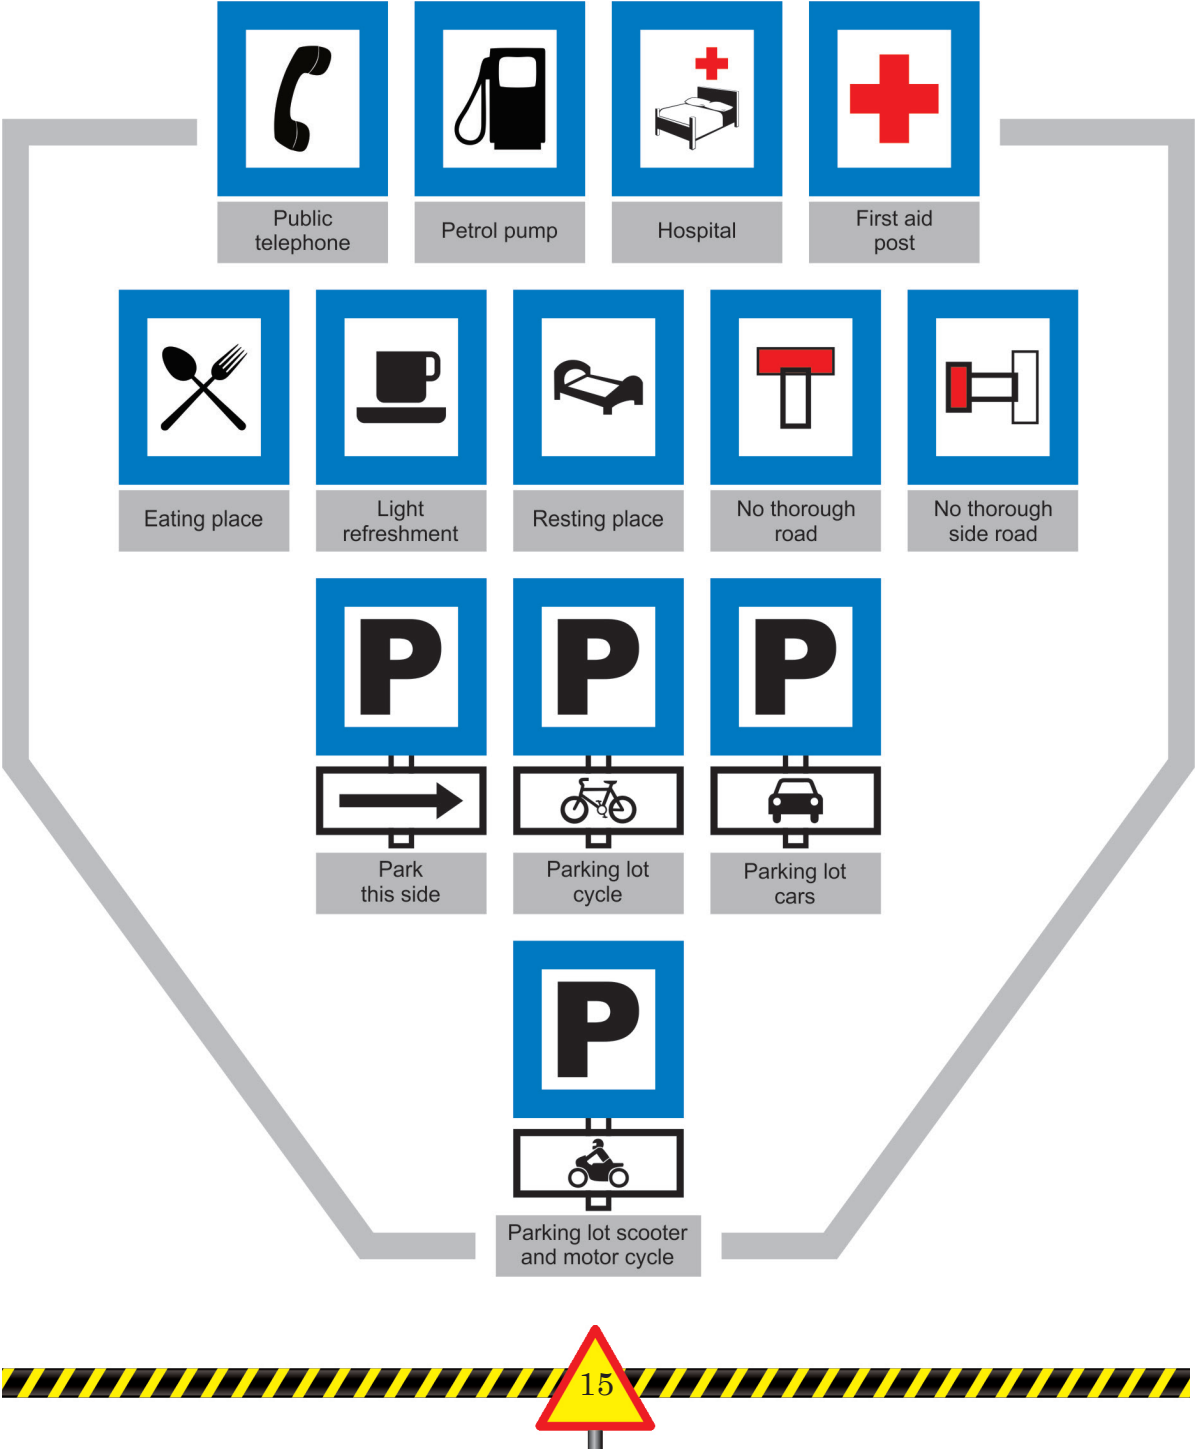 Public
telephone
Petrol pump
Hospital
First aid
post
Eating place
Light
refreshment
Resting place
No thorough
road
No thorough
side road
P
P
P
Park
this side
Parking lot
cycle
Parking lot
cars
P
Parking lot scooter
and motor cycle
15